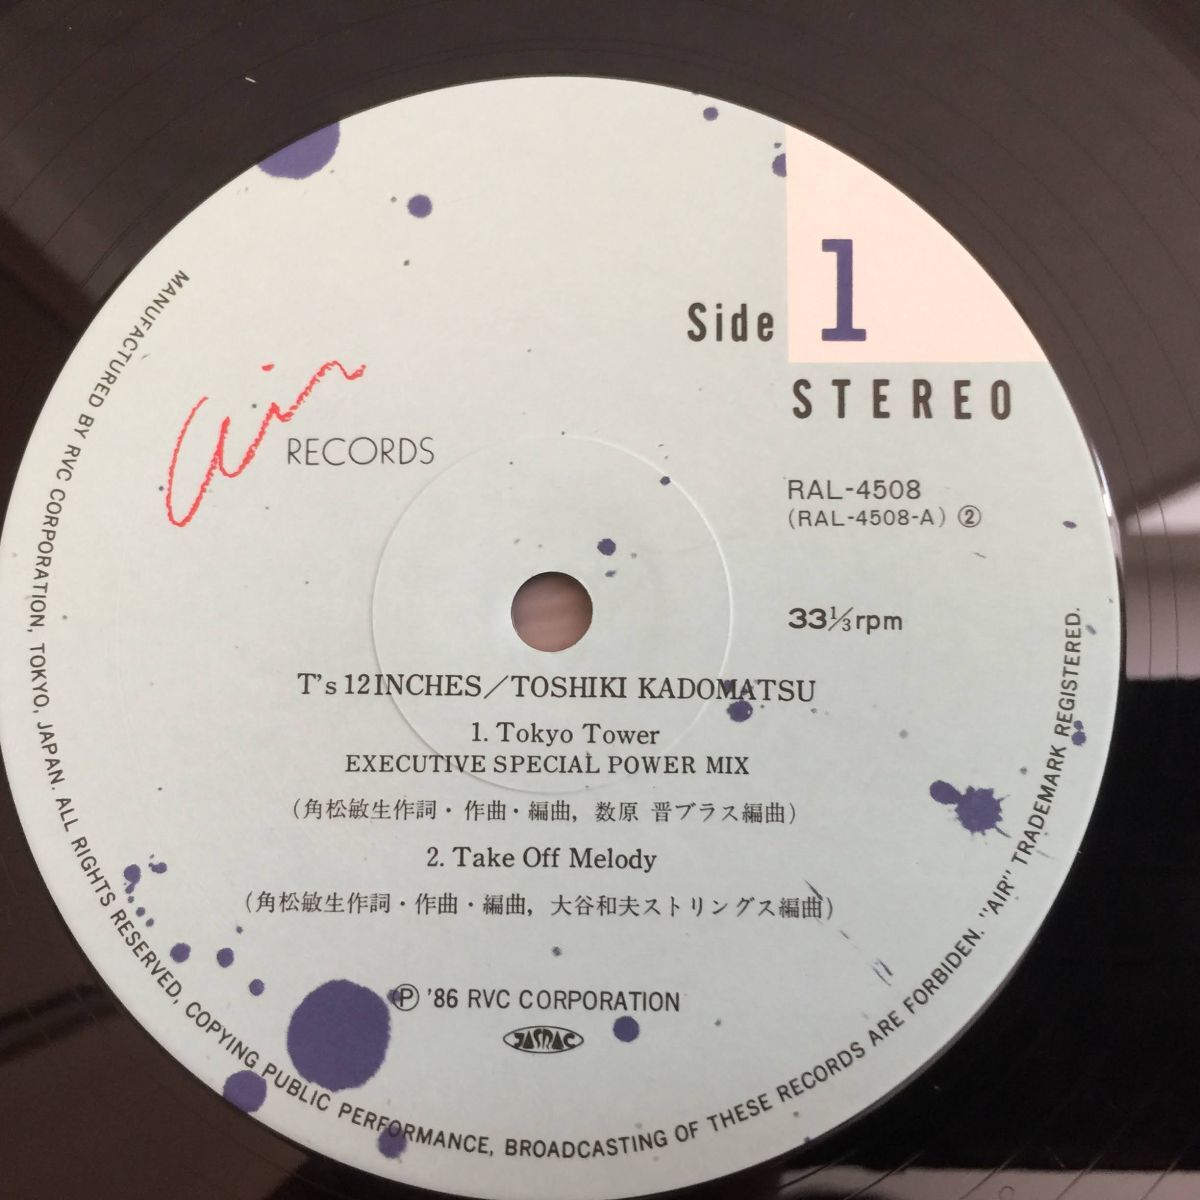 Side 1
STEREO
air RECORDS
RAL-4508
(RAL-4508-A) ②
33⅓rpm
T's 12INCHES／TOSHIKI KADOMATSU
1. Tokyo Tower
EXECUTIVE SPECIAL POWER MIX
(角松敏生作詞・作曲・編曲, 数原 晋ブラス編曲)
2. Take Off Melody
(角松敏生作詞・作曲・編曲, 大谷和夫ストリングス編曲)
Ⓟ '86 RVC CORPORATION
JASRAC
MANUFACTURED BY RVC CORPORATION, TOKYO, JAPAN. ALL RIGHTS RESERVED, COPYING PUBLIC PERFORMANCE, BROADCASTING OF THESE RECORDS ARE FORBIDEN. "AIR" TRADEMARK REGISTERED.